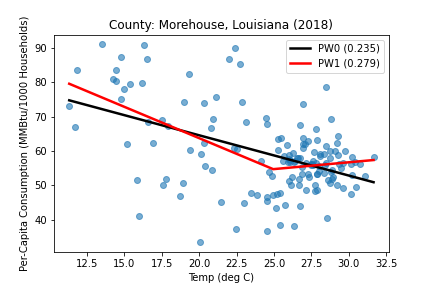 County: Morehouse, Louisiana (2018)
PW0 (0.235)
PW1 (0.279)
Per-Capita Consumption (MMBtu/1000 Households)
90
80
70
60
50
40
12.5 15.0 17.5 20.0 22.5 25.0 27.5 30.0 32.5
Temp (deg C)